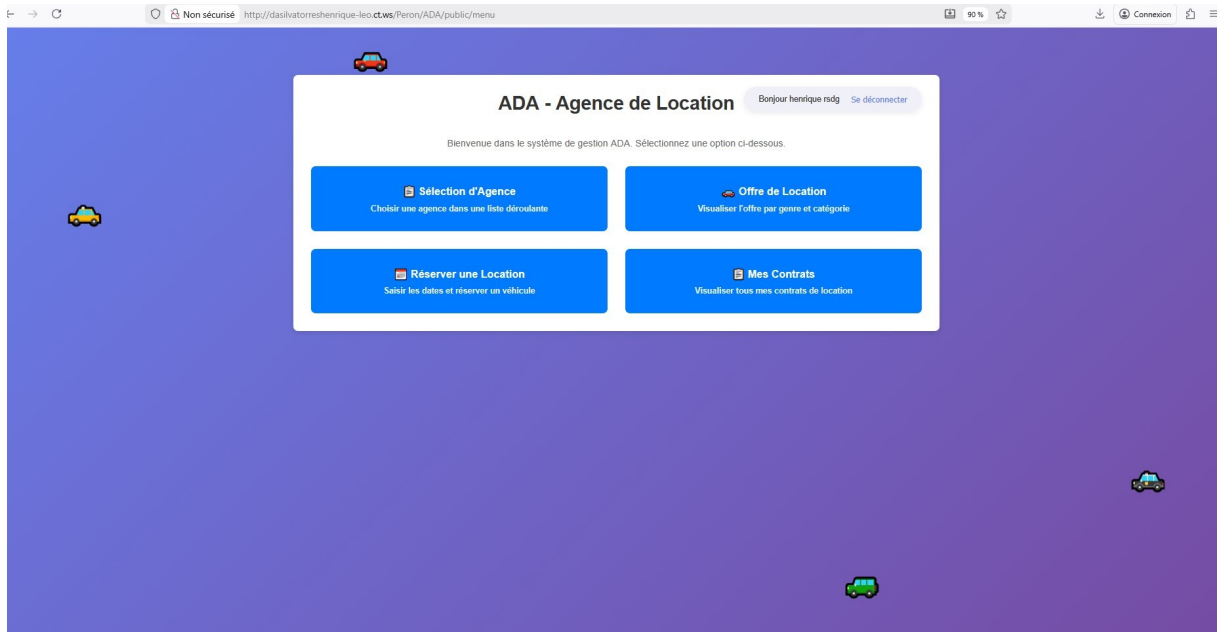 Non sécurisé http://dasilvatorreshenrique-leo.ct.ws/Peron/ADA/public/menu 90 % Connexion
ADA - Agence de Location
Bonjour henrique rsdg Se déconnecter
Bienvenue dans le système de gestion ADA. Sélectionnez une option ci-dessous.
Sélection d'Agence
Choisir une agence dans une liste déroulante
Offre de Location
Visualiser l'offre par genre et catégorie
Réserver une Location
Saisir les dates et réserver un véhicule
Mes Contrats
Visualiser tous mes contrats de location